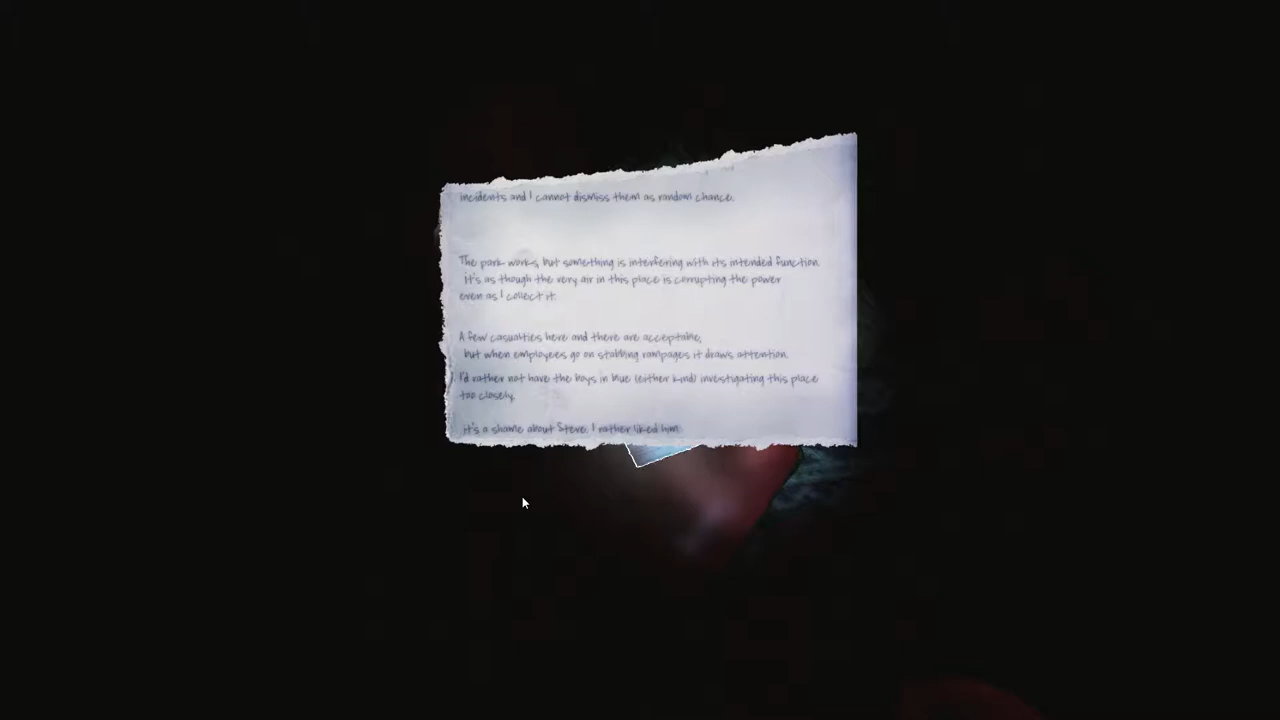 incidents and I cannot dismiss them as random chance.
The park works, but something is interfering with its intended function.
it's as though the very air in this place is corrupting the power
even as I collect it.
A few casualties here and there are acceptable,
but when employees go on stabbing rampages it draws attention.
I'd rather not have the boys in blue (either kind) investigating this place
too closely.
it's a shame about Steve. I rather liked him